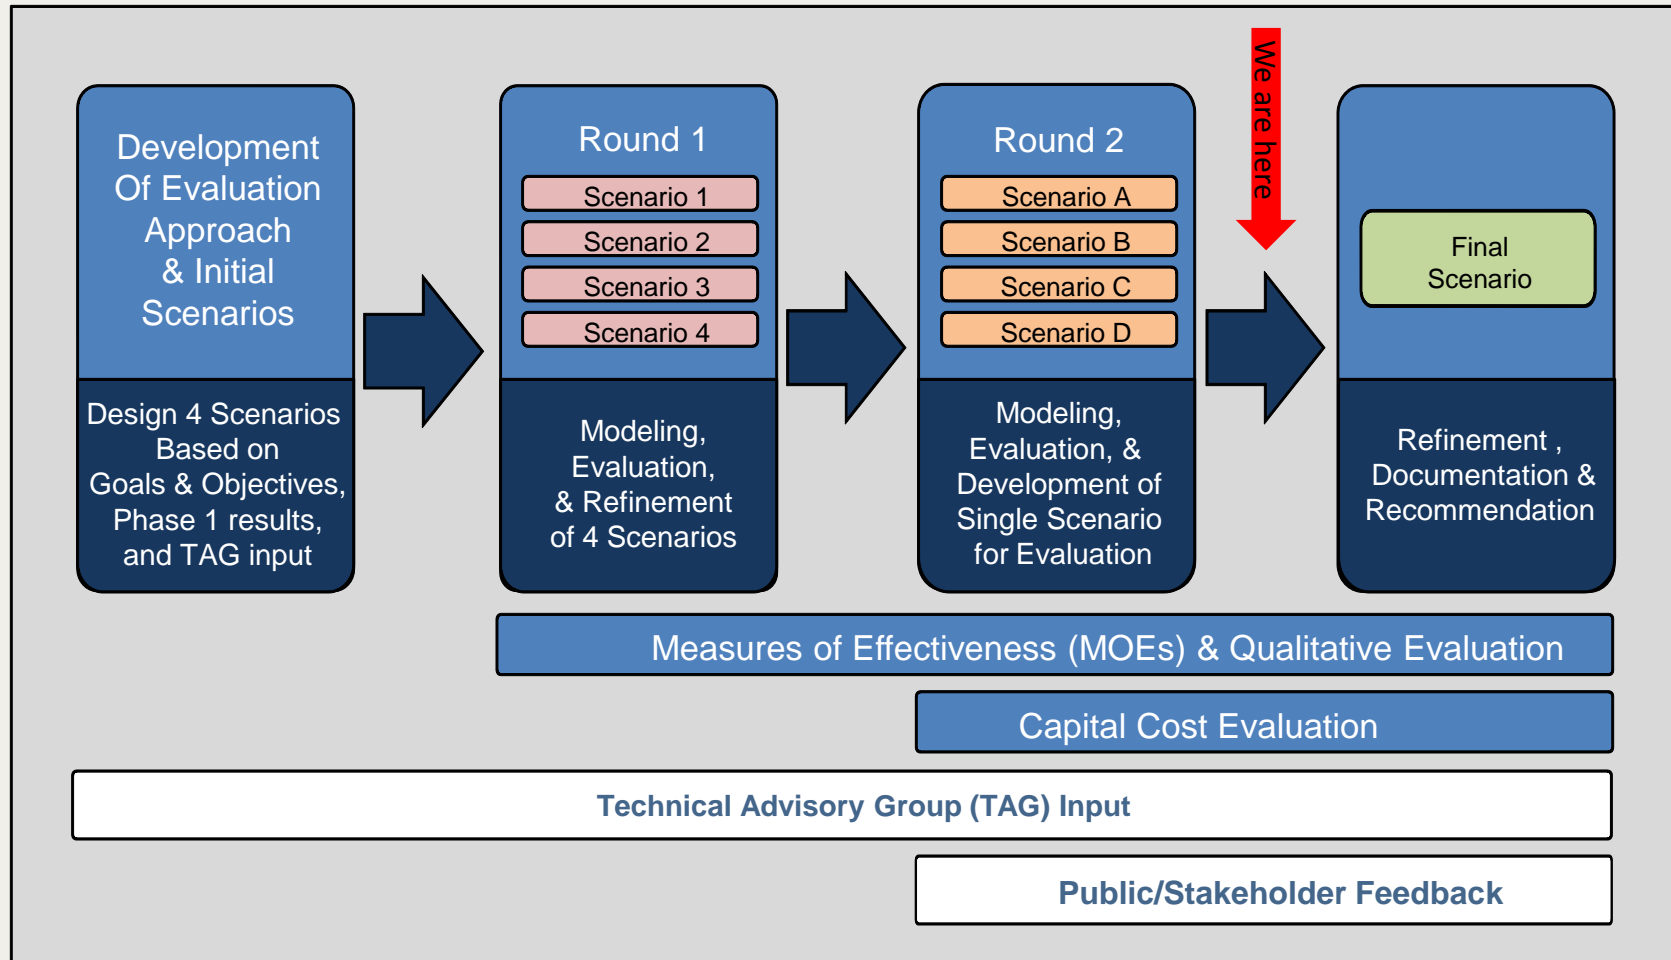 We are here
Development
Of Evaluation
Approach
& Initial
Scenarios
Design 4 Scenarios
Based on
Goals & Objectives,
Phase 1 results,
and TAG input
Round 1
Scenario 1
Scenario 2
Scenario 3
Scenario 4
Modeling,
Evaluation,
& Refinement
of 4 Scenarios
Round 2
Scenario A
Scenario B
Scenario C
Scenario D
Modeling,
Evaluation, &
Development of
Single Scenario
for Evaluation
Final
Scenario
Refinement ,
Documentation &
Recommendation
Measures of Effectiveness (MOEs) & Qualitative Evaluation
Capital Cost Evaluation
Technical Advisory Group (TAG) Input
Public/Stakeholder Feedback